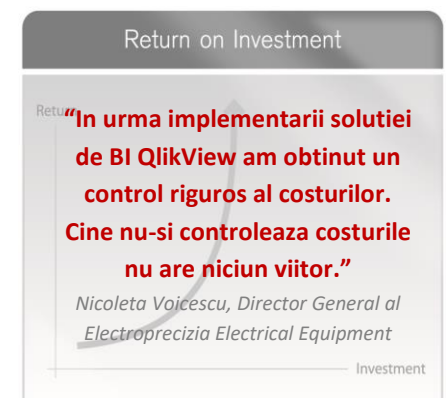 Return on Investment
Return
“In urma implementarii solutiei
de BI QlikView am obtinut un
control riguros al costurilor.
Cine nu-si controleaza costurile
nu are niciun viitor.”
Nicoleta Voicescu, Director General al
Electroprecizia Electrical Equipment
Investment